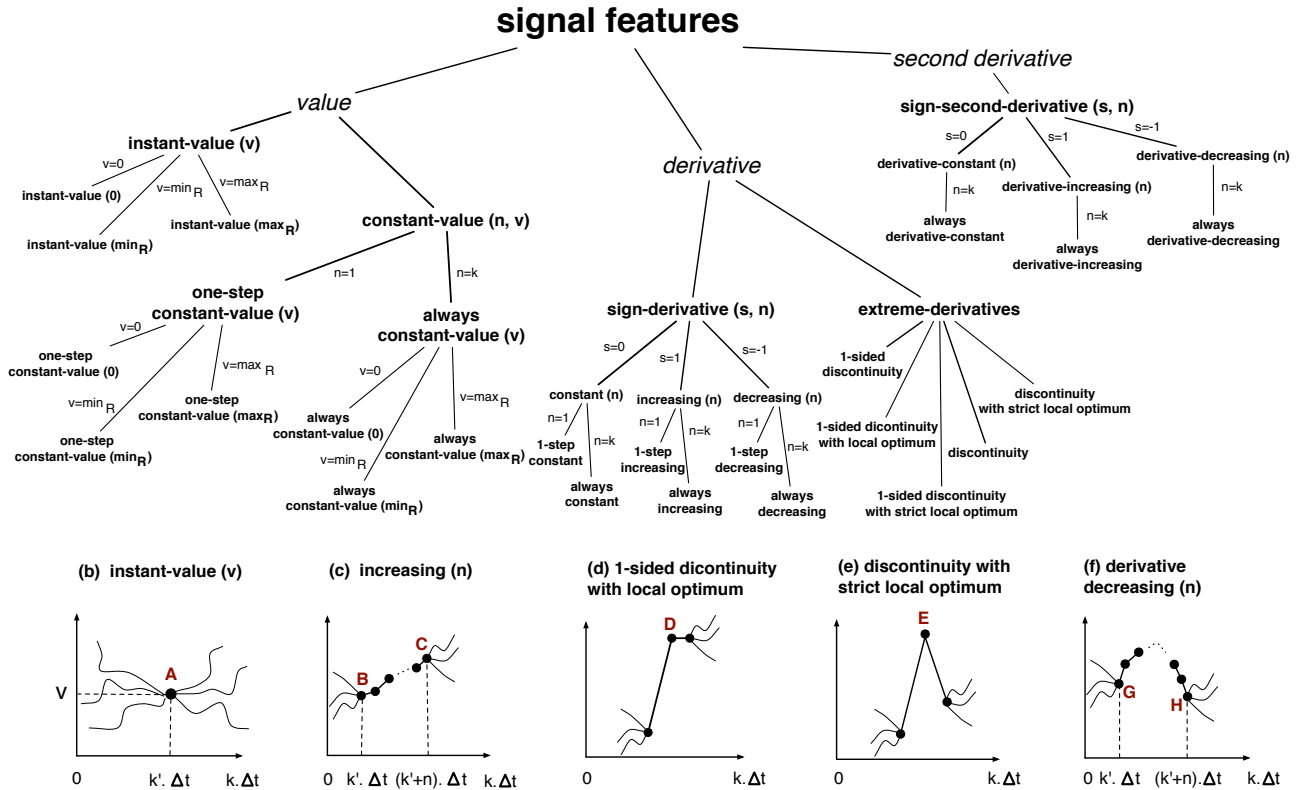 signal features
value
instant-value (v)
v=0
instant-value (0)
v=min R
instant-value (min R)
v=max R
instant-value (max R)
constant-value (n, v)
n=1
one-step
constant-value (v)
v=0
one-step
constant-value (0)
v=min R
one-step
constant-value (min R)
v=max R
one-step
constant-value (max R)
n=k
always
constant-value (v)
v=0
always
constant-value (0)
v=min R
always
constant-value (min R)
v=max R
always
constant-value (max R)
derivative
sign-derivative (s, n)
s=0
constant (n)
n=1
1-step
constant
n=k
always
constant
s=1
increasing (n)
n=1
1-step
increasing
n=k
always
increasing
s=-1
decreasing (n)
n=1
1-step
decreasing
n=k
always
decreasing
extreme-derivatives
1-sided
discontinuity
1-sided dicontinuity
with local optimum
1-sided discontinuity
with strict local optimum
discontinuity
discontinuity
with strict local optimum
second derivative
sign-second-derivative (s, n)
s=0
derivative-constant (n)
n=k
always
derivative-constant
s=1
derivative-increasing (n)
n=k
always
derivative-increasing
s=-1
derivative-decreasing (n)
n=k
always
derivative-decreasing
(b) instant-value (v)
A
V
0
k'. Δt
k. Δt
(c) increasing (n)
B
C
0
k'. Δt
(k'+n). Δt
k. Δt
(d) 1-sided dicontinuity
with local optimum
D
0
k. Δt
(e) discontinuity with
strict local optimum
E
0
k. Δt
(f) derivative
decreasing (n)
G
H
0
k'. Δt
(k'+n). Δt
k. Δt